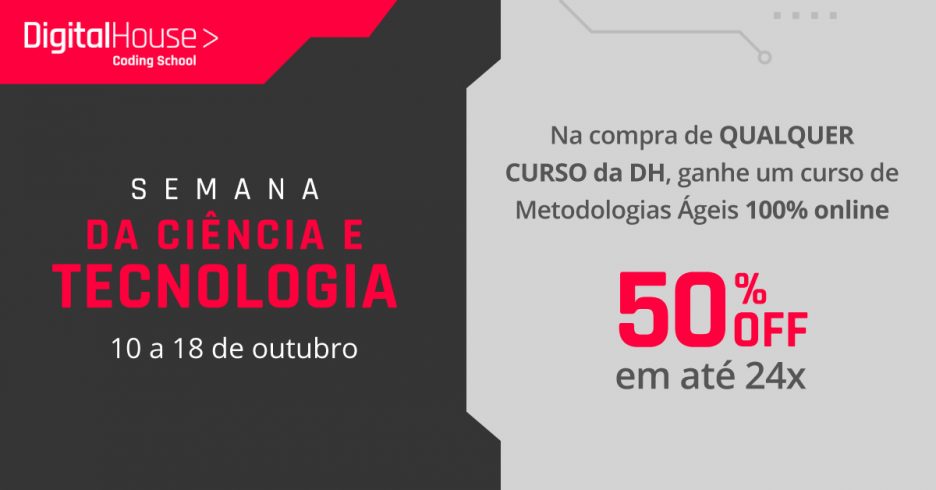 DigitalHouse >
Coding School
SEMANA
DA CIÊNCIA E
TECNOLOGIA
10 a 18 de outubro
Na compra de QUALQUER
CURSO da DH, ganhe um curso de
Metodologias Ágeis 100% online
50% OFF
em até 24x